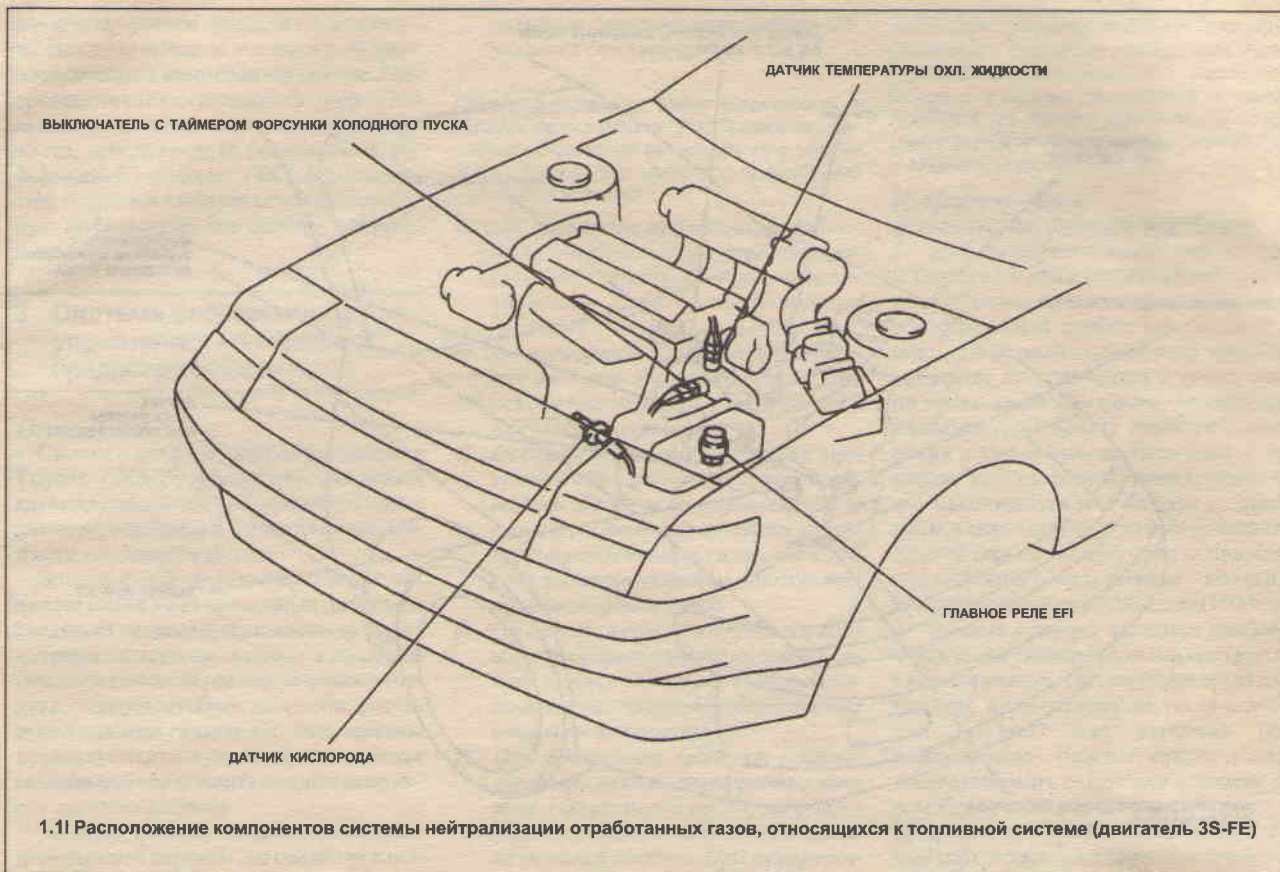 ДАТЧИК ТЕМПЕРАТУРЫ ОХЛ. ЖИДКОСТИ
ВЫКЛЮЧАТЕЛЬ С ТАЙМЕРОМ ФОРСУНКИ ХОЛОДНОГО ПУСКА
ГЛАВНОЕ РЕЛЕ EFI
ДАТЧИК КИСЛОРОДА
1.1l Расположение компонентов системы нейтрализации отработанных газов, относящихся к топливной системе (двигатель 3S-FE)